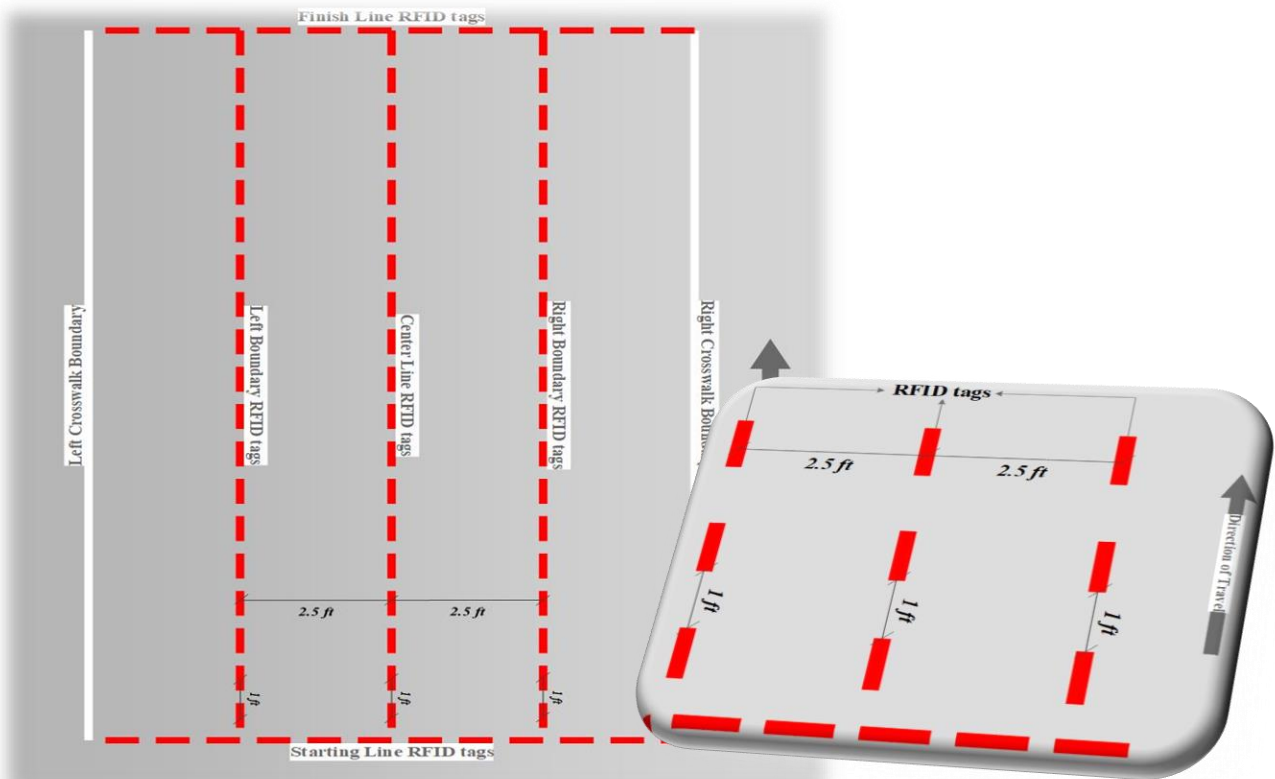 Finish Line RFID tags
Left Crosswalk Boundary
Left Boundary RFID tags
Center Line RFID tags
Right Boundary RFID tags
Right Crosswalk
2.5 ft
2.5 ft
1 ft
1 ft
1 ft
Starting Line RFID tags
RFID tags
2.5 ft
2.5 ft
1 ft
1 ft
1 ft
Direction of Travel